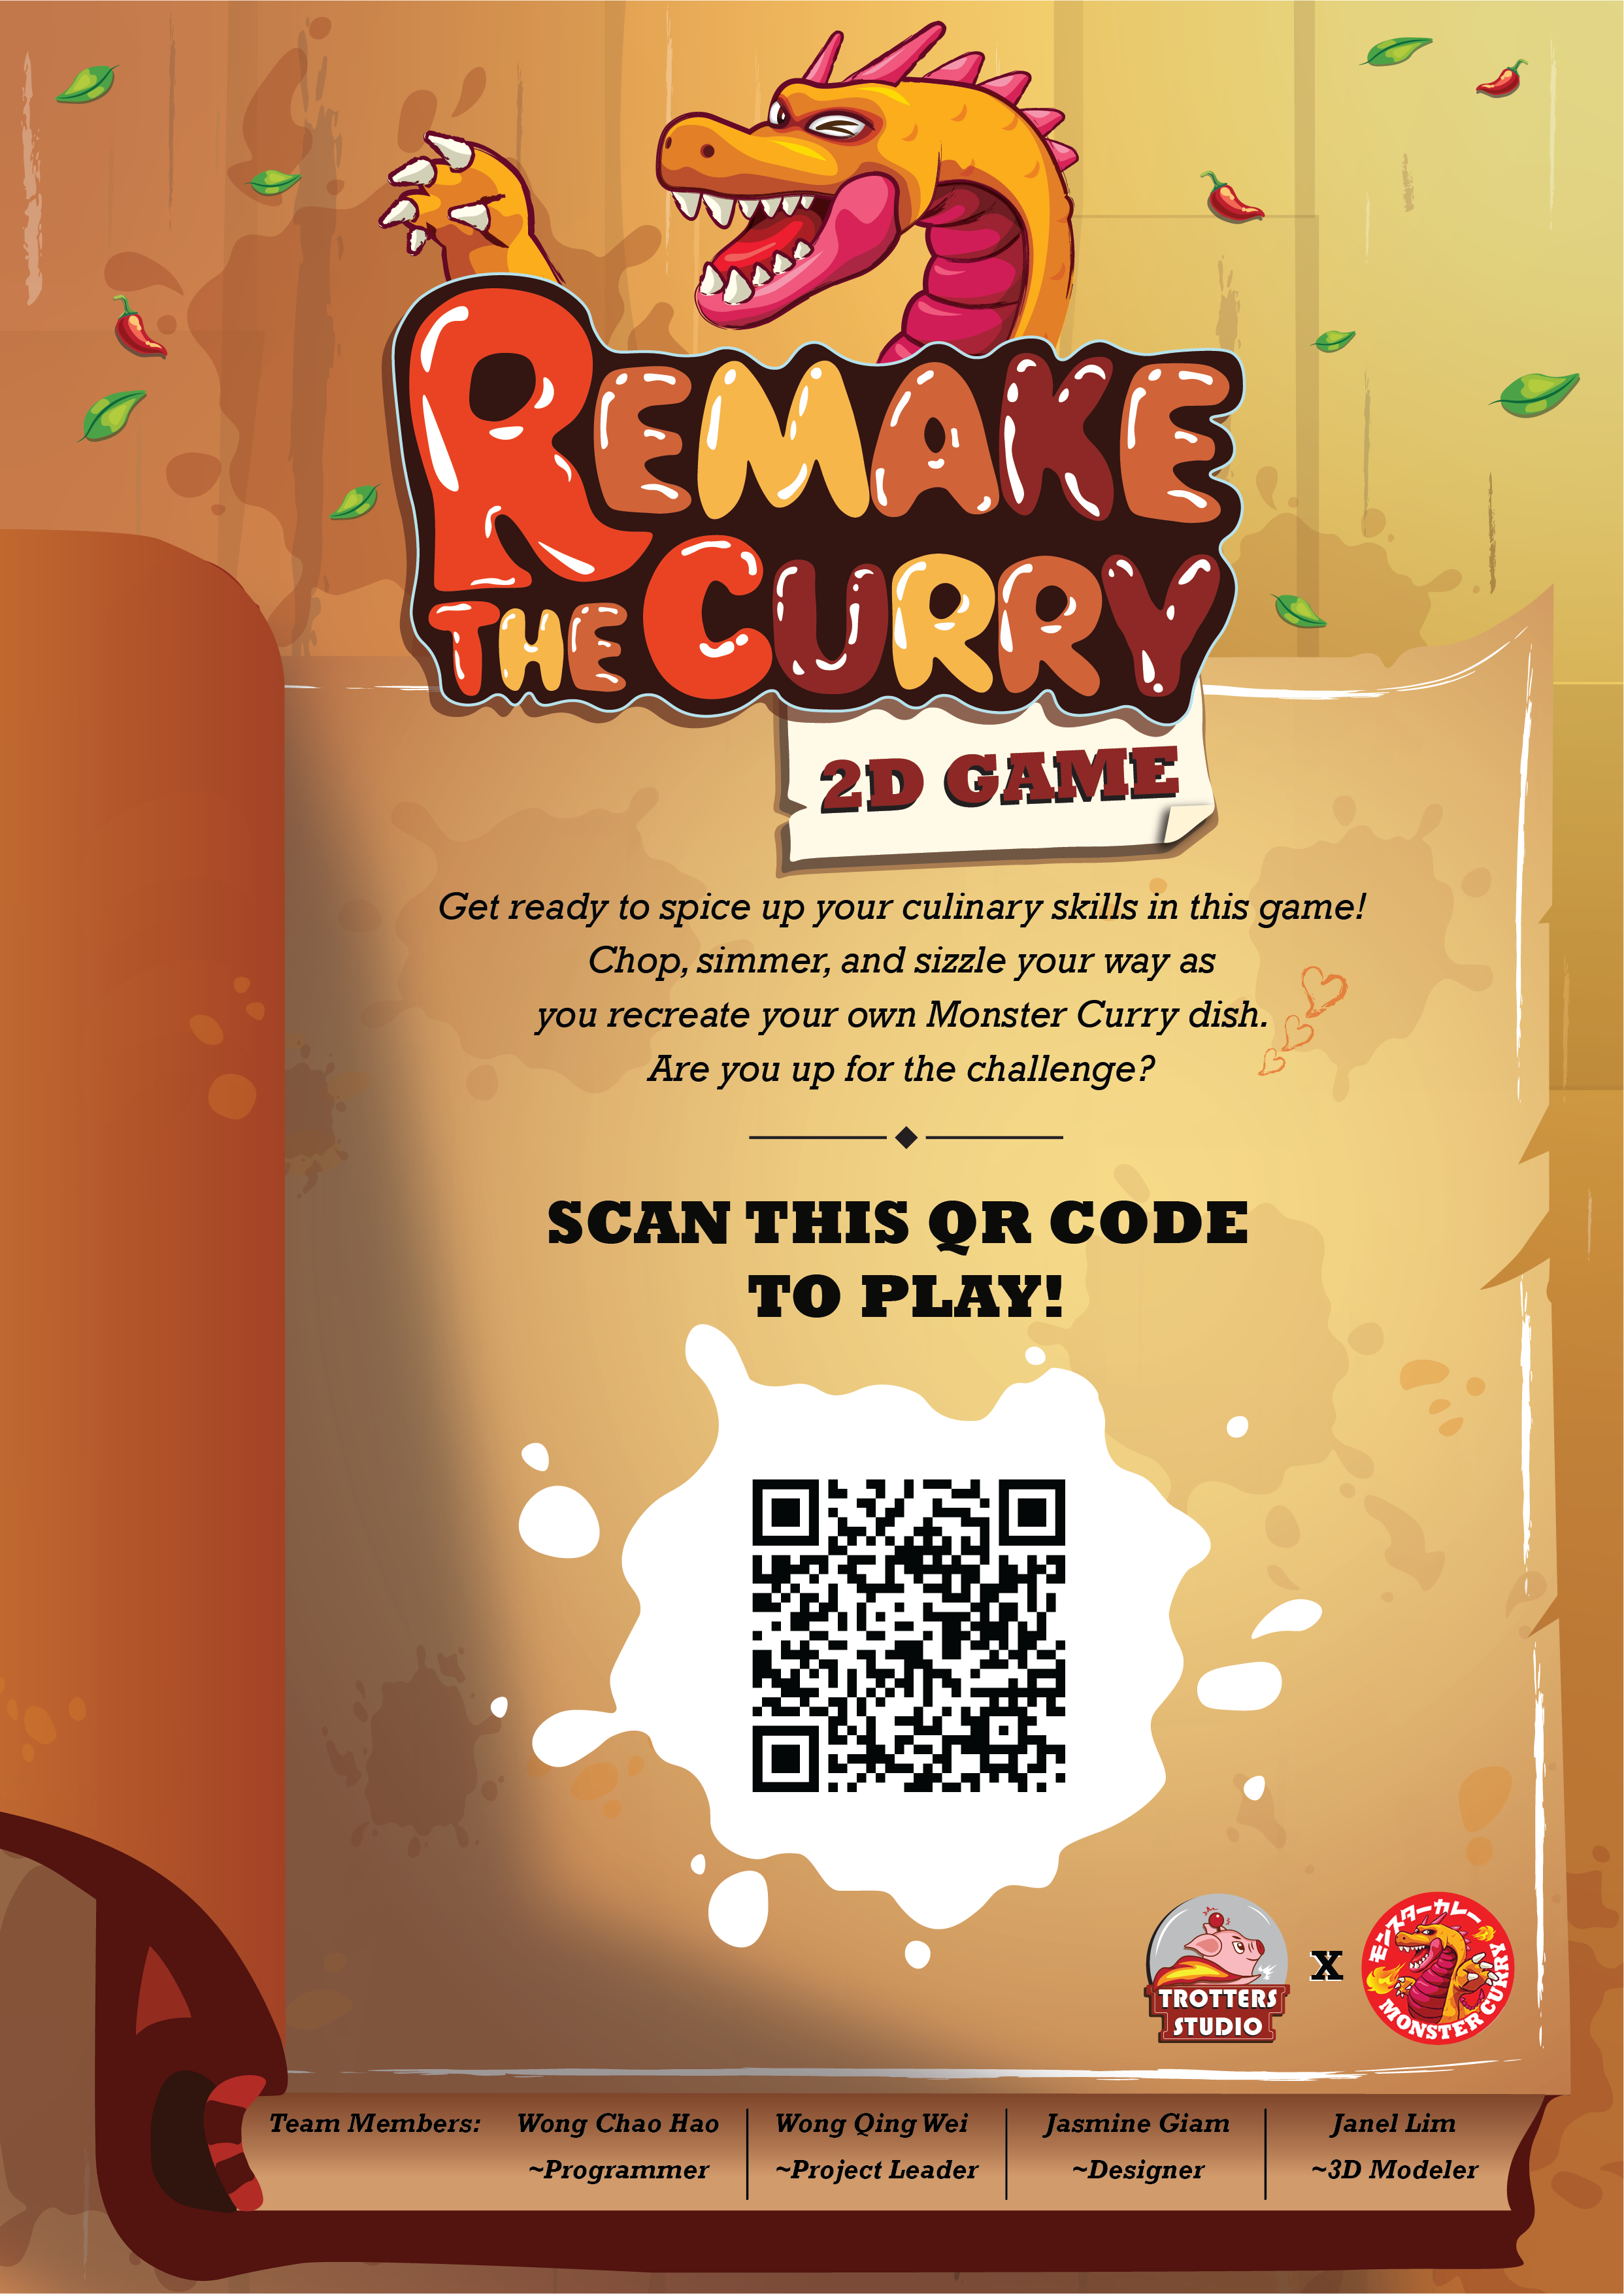 REMAKE
THE CURRY
2D GAME
Get ready to spice up your culinary skills in this game!
Chop, simmer, and sizzle your way as
you recreate your own Monster Curry dish.
Are you up for the challenge?
SCAN THIS QR CODE
TO PLAY!
TROTTERS
STUDIO
X
モンスターカレー
MONSTER CURRY
Team Members: Wong Chao Hao Wong Qing Wei Jasmine Giam Janel Lim
~Programmer ~Project Leader ~Designer ~3D Modeler